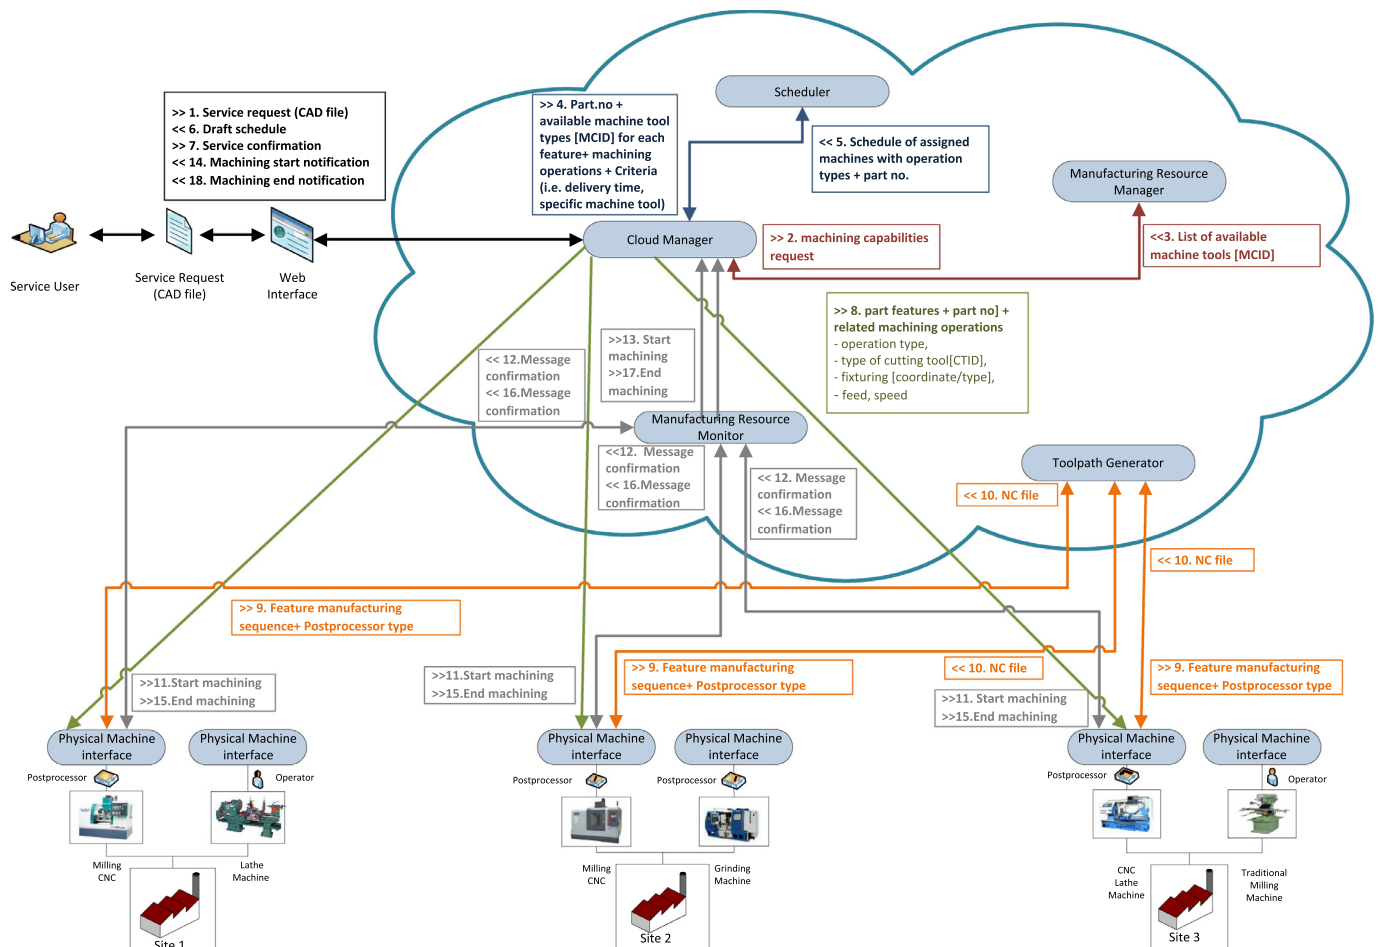 >> 1. Service request (CAD file)
<< 6. Draft schedule
>> 7. Service confirmation
<< 14. Machining start notification
<< 18. Machining end notification
Service User
Service Request
(CAD file)
Web
Interface
>> 4. Part.no +
available machine tool
types [MCID] for each
feature+ machining
operations + Criteria
(i.e. delivery time,
specific machine tool)
Scheduler
<< 5. Schedule of assigned
machines with operation
types + part no.
Manufacturing Resource
Manager
Cloud Manager
>> 2. machining capabilities
request
<<3. List of available
machine tools [MCID]
>> 8. part features + part no] +
related machining operations
- operation type,
- type of cutting tool[CTID],
- fixturing [coordinate/type],
- feed, speed
<< 12.Message
confirmation
<< 16.Message
confirmation
>>13. Start
machining
>>17.End
machining
Manufacturing Resource
Monitor
<<12.  Message
confirmation
<< 16.Message
confirmation
<< 12. Message
confirmation
<< 16.Message
confirmation
Toolpath Generator
<< 10. NC file
<< 10. NC file
>> 9. Feature manufacturing
sequence+ Postprocessor type
>>11.Start machining
>>15.End machining
>>11.Start machining
>>15.End machining
>> 9. Feature manufacturing
sequence+ Postprocessor type
<< 10. NC file
>>11. Start machining
>>15.End machining
>> 9. Feature manufacturing
sequence+ Postprocessor type
Physical Machine
interface
Physical Machine
interface
Physical Machine
interface
Physical Machine
interface
Physical Machine
interface
Physical Machine
interface
Postprocessor
Operator
Postprocessor
Postprocessor
Postprocessor
Operator
Milling
CNC
Lathe
Machine
Milling
CNC
Grinding
Machine
CNC
Lathe
Machine
Traditional
Milling
Machine
Site 1
Site 2
Site 3